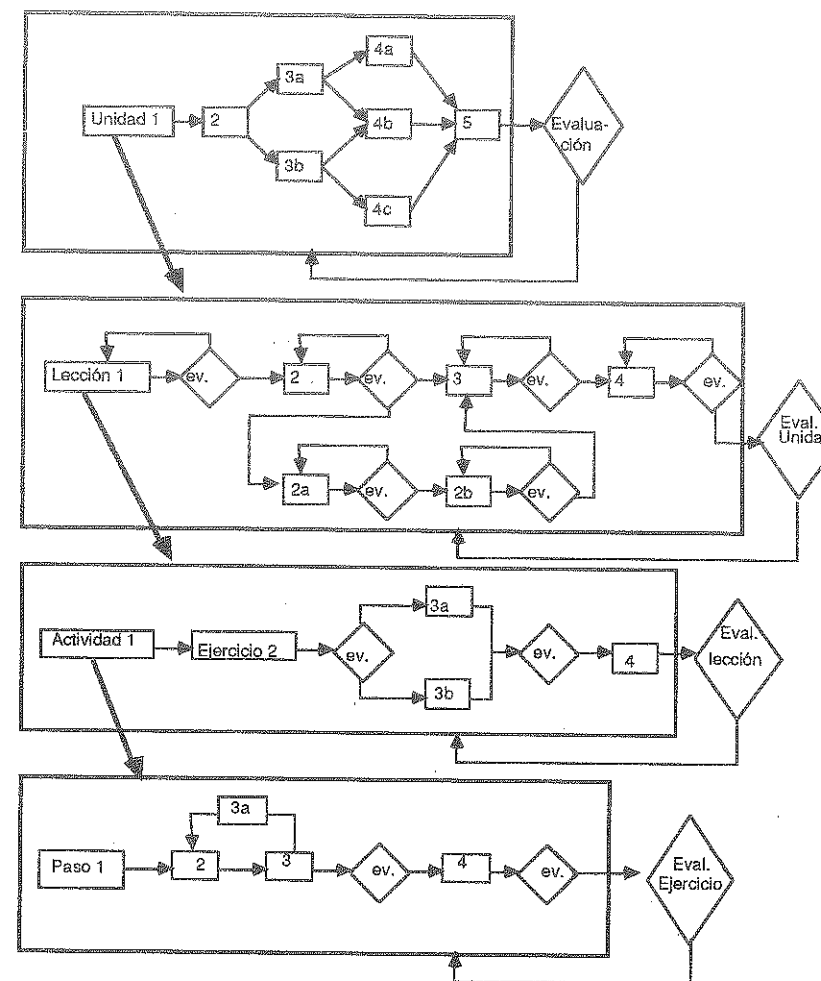 4a
3a
Unidad 1
2
4b
5
Evalua-
ción
3b
4c
Lección 1
ev.
2
ev.
3
ev.
4
ev.
Eval.
Unida
2a
ev.
2b
ev.
Actividad 1
Ejercicio 2
ev.
3a
3b
ev.
4
Eval.
lección
3a
Paso 1
2
3
ev.
4
ev.
Eval.
Ejercicio